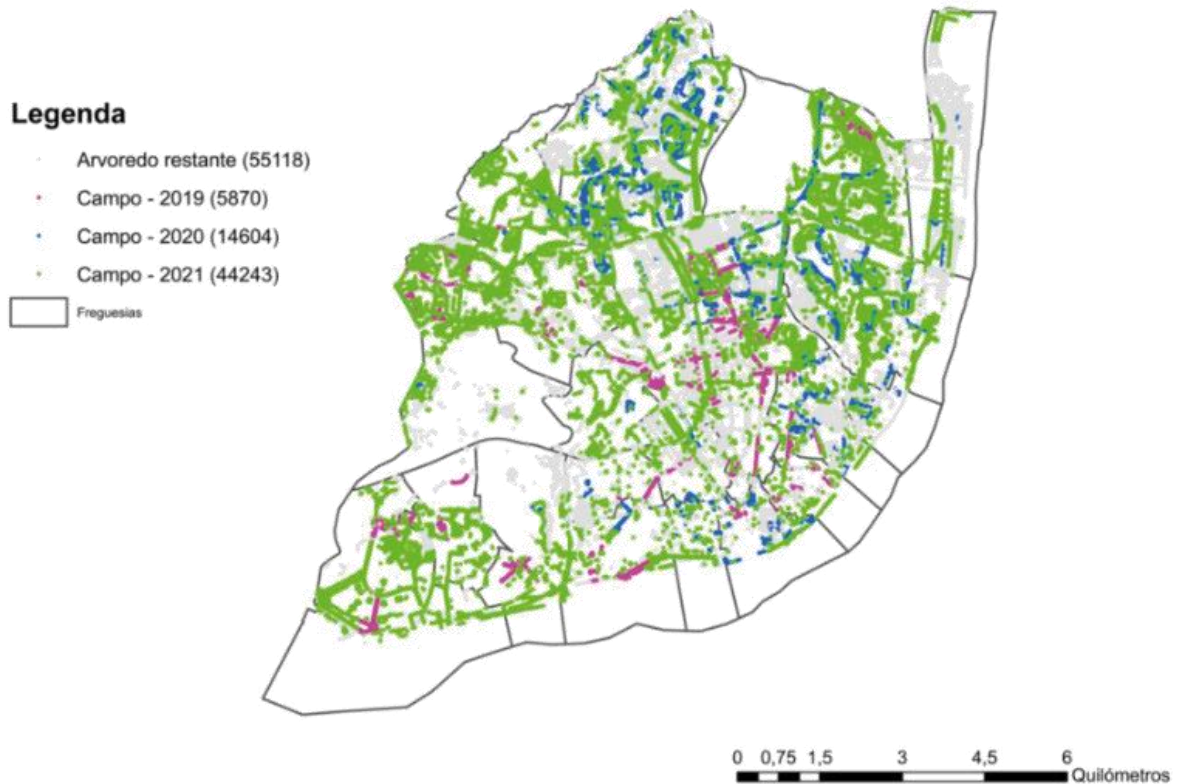 Legenda
Arvoredo restante (55118)
Campo - 2019 (5870)
Campo - 2020 (14604)
Campo - 2021 (44243)
Freguesias
0 0,75 1,5 3 4,5 6
Quilómetros